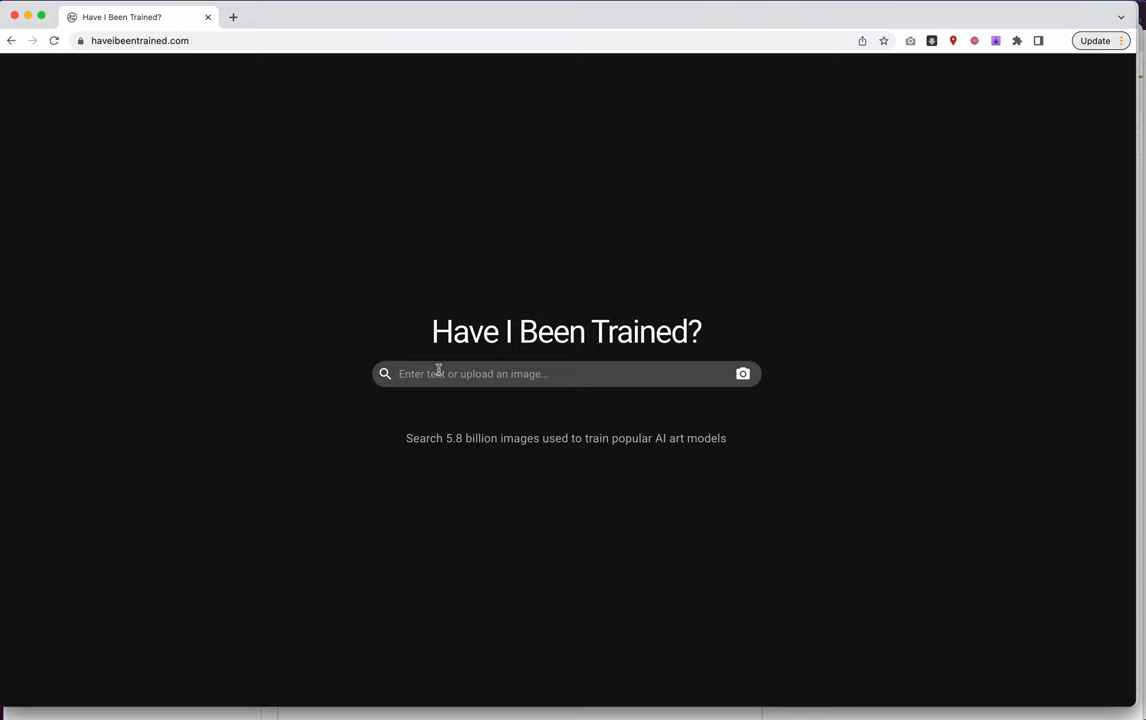 Have I Been Trained?
haveibeentrained.com
Update
Have I Been Trained?
Enter text or upload an image...
Search 5.8 billion images used to train popular AI art models